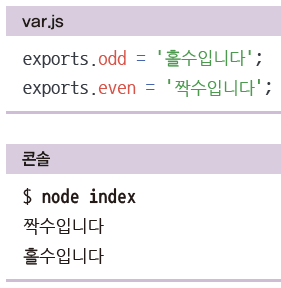 var.js
exports.odd = '홀수입니다';
exports.even = '짝수입니다';
콘솔
$ node index
짝수입니다
홀수입니다